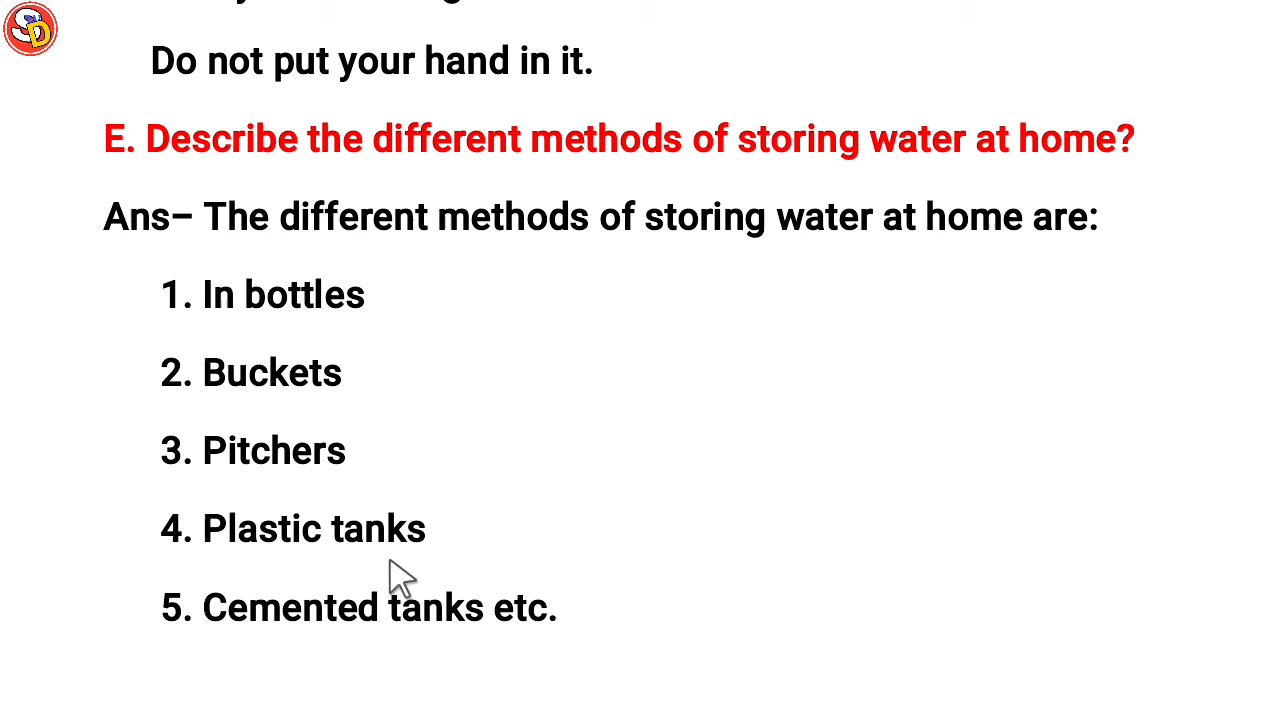 SD
Do not put your hand in it.
E. Describe the different methods of storing water at home?
Ans– The different methods of storing water at home are:
1. In bottles
2. Buckets
3. Pitchers
4. Plastic tanks
5. Cemented tanks etc.